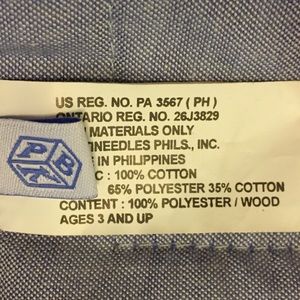 US REG. NO. PA 3567 ( PH )
ONTARIO REG. NO. 26J3829
MATERIALS ONLY
NEEDLES PHILS., INC.
IN PHILIPPINES
C : 100% COTTON
65% POLYESTER 35% COTTON
CONTENT : 100% POLYESTER / WOOD
AGES 3 AND UP
P B